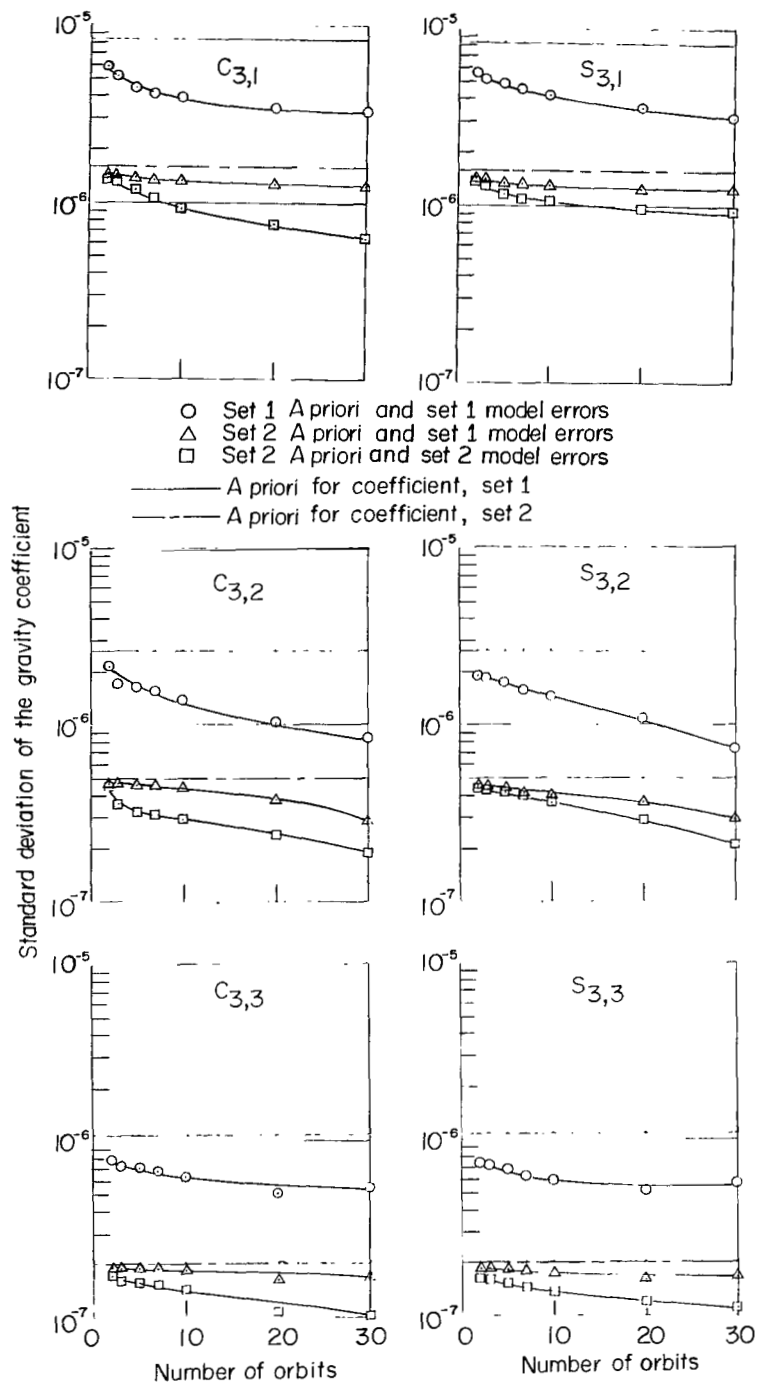 10^-5
10^-6
10^-7
C3,1
10^-5
10^-6
10^-7
S3,1
○ Set 1 A priori and set 1 model errors
△ Set 2 A priori and set 1 model errors
□ Set 2 A priori and set 2 model errors
A priori for coefficient, set 1
A priori for coefficient, set 2
Standard deviation of the gravity coefficient
10^-5
10^-6
10^-7
C3,2
10^-5
10^-6
10^-7
S3,2
10^-5
10^-6
10^-7
C3,3
0 10 20 30
Number of orbits
10^-5
10^-6
10^-7
S3,3
0 10 20 30
Number of orbits